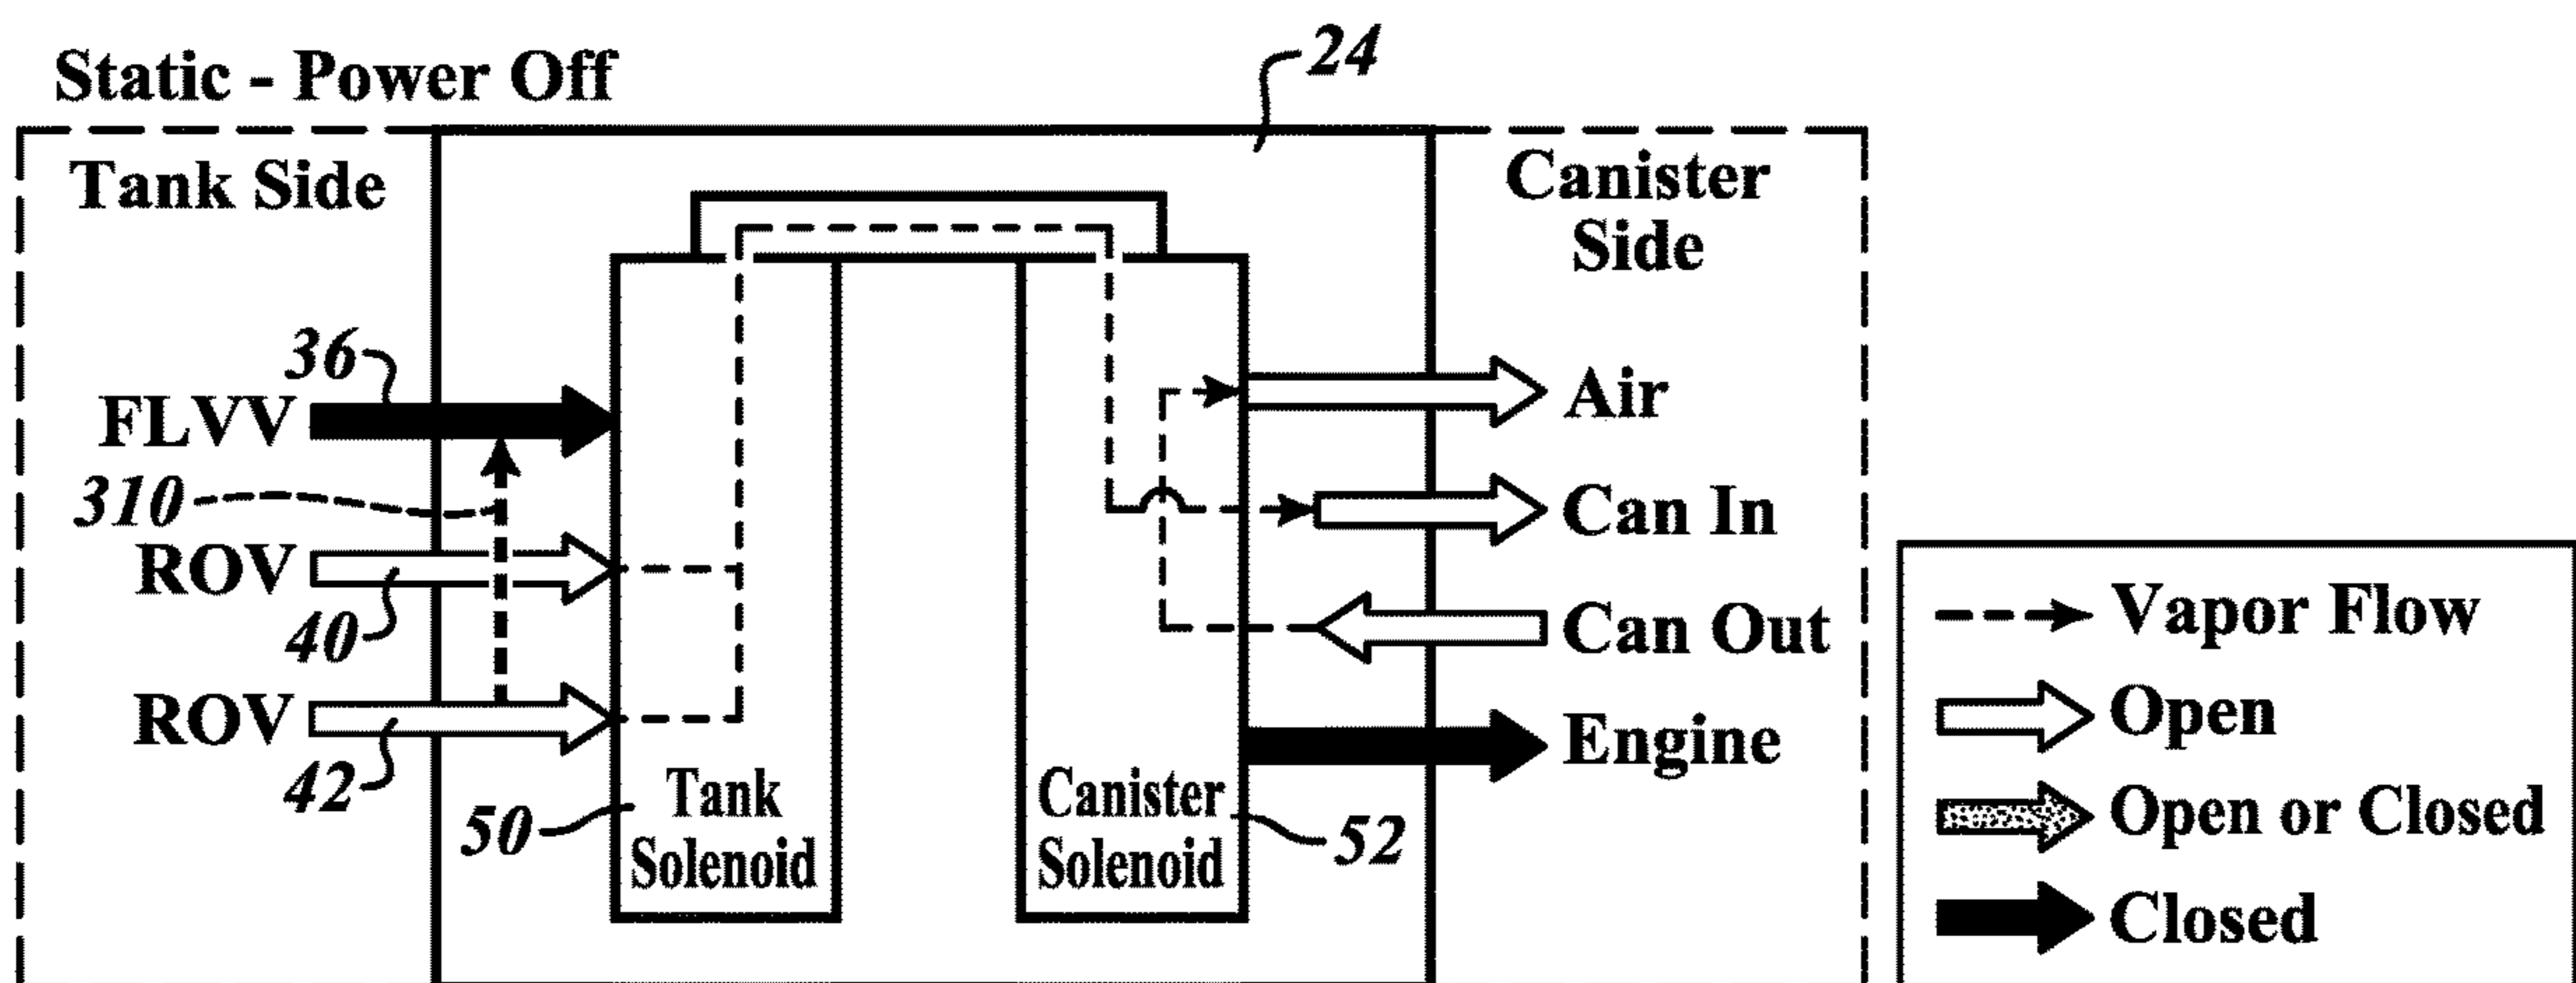 24
Static - Power Off
Tank Side
Canister
Side
36
FLVV
310
ROV
40
ROV
42
50
Tank
Solenoid
Canister
Solenoid
52
Air
Can In
Can Out
Engine
Vapor Flow
Open
Open or Closed
Closed